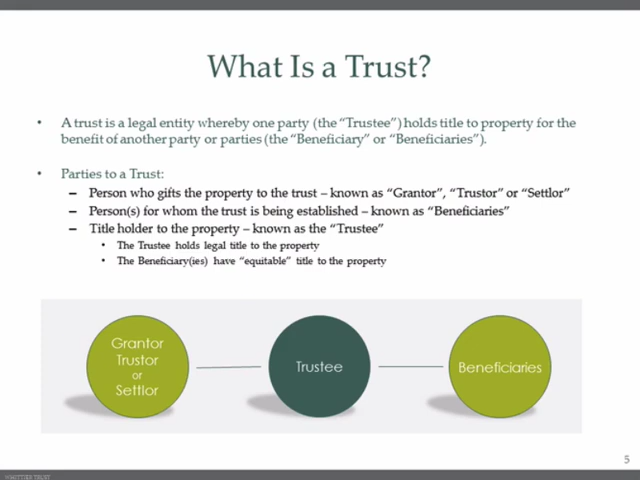 What Is a Trust?
• A trust is a legal entity whereby one party (the “Trustee”) holds title to property for the
benefit of another party or parties (the “Beneficiary” or “Beneficiaries”).
• Parties to a Trust:
– Person who gifts the property to the trust – known as “Grantor”, “Trustor” or “Settlor”
– Person(s) for whom the trust is being established – known as “Beneficiaries”
– Title holder to the property – known as the “Trustee”
• The Trustee holds legal title to the property
• The Beneficiary(ies) have “equitable” title to the property
Grantor
Trustor
or
Settlor
Trustee
Beneficiaries
5
WHITTIER TRUST